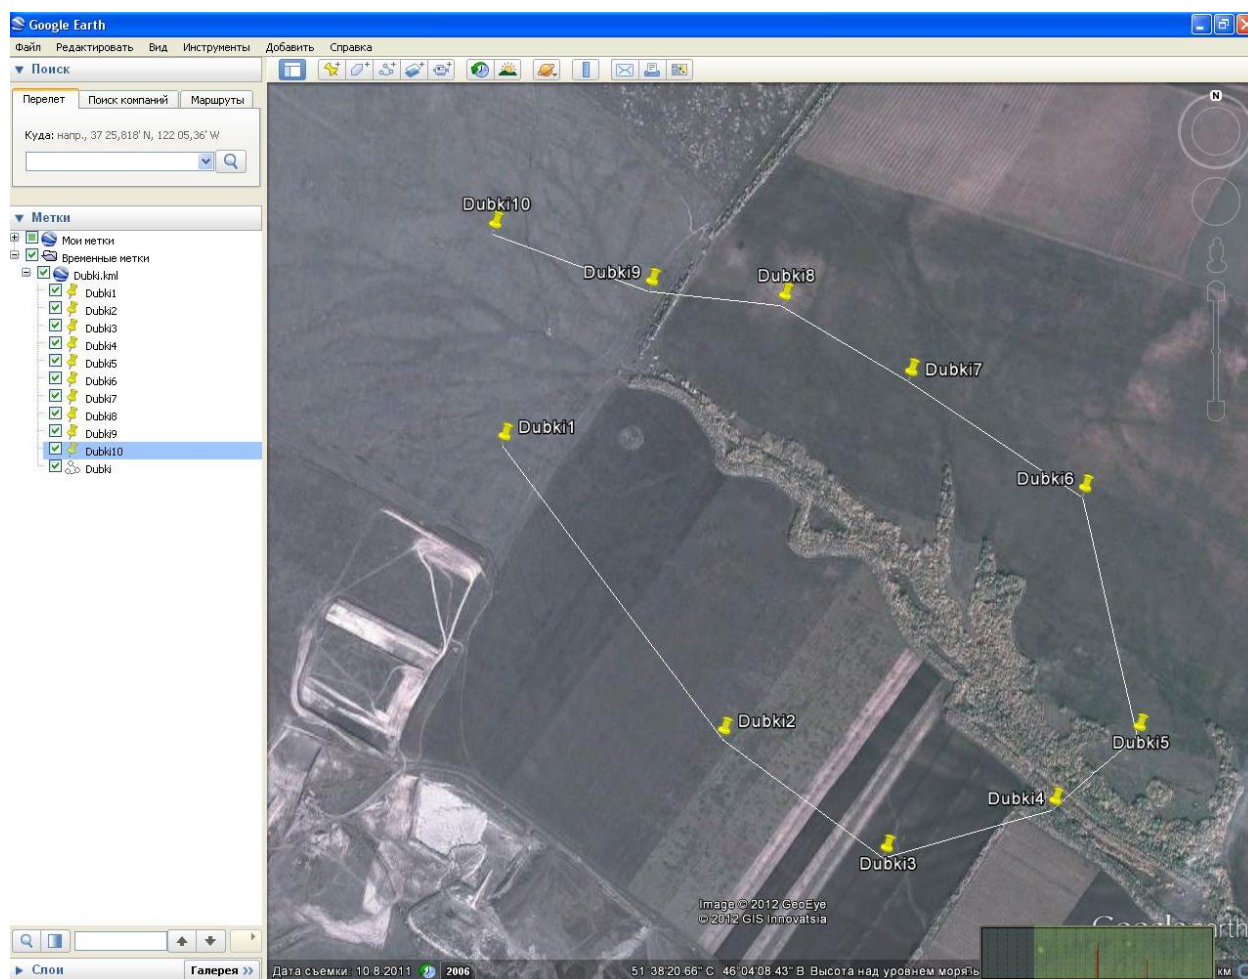 Google Earth
Файл Редактировать Вид Инструменты Добавить Справка
Поиск
Перелет Поиск компаний Маршруты
Куда: напр., 37 25,818' N, 122 05,36' W
Метки
Мои метки
Временные метки
Dubki.kml
Dubki1
Dubki2
Dubki3
Dubki4
Dubki5
Dubki6
Dubki7
Dubki8
Dubki9
Dubki10
Dubki
Слои
Галерея >>
N
Dubki10
Dubki9
Dubki8
Dubki7
Dubki1
Dubki6
Dubki2
Dubki5
Dubki4
Dubki3
Image © 2012 GeoEye
© 2012 GIS Innovatsia
Google earth
Дата съемки: 10.8.2011 2006 51°38'20.66" С 46°04'08.43" В Высота над уровнем моря
км